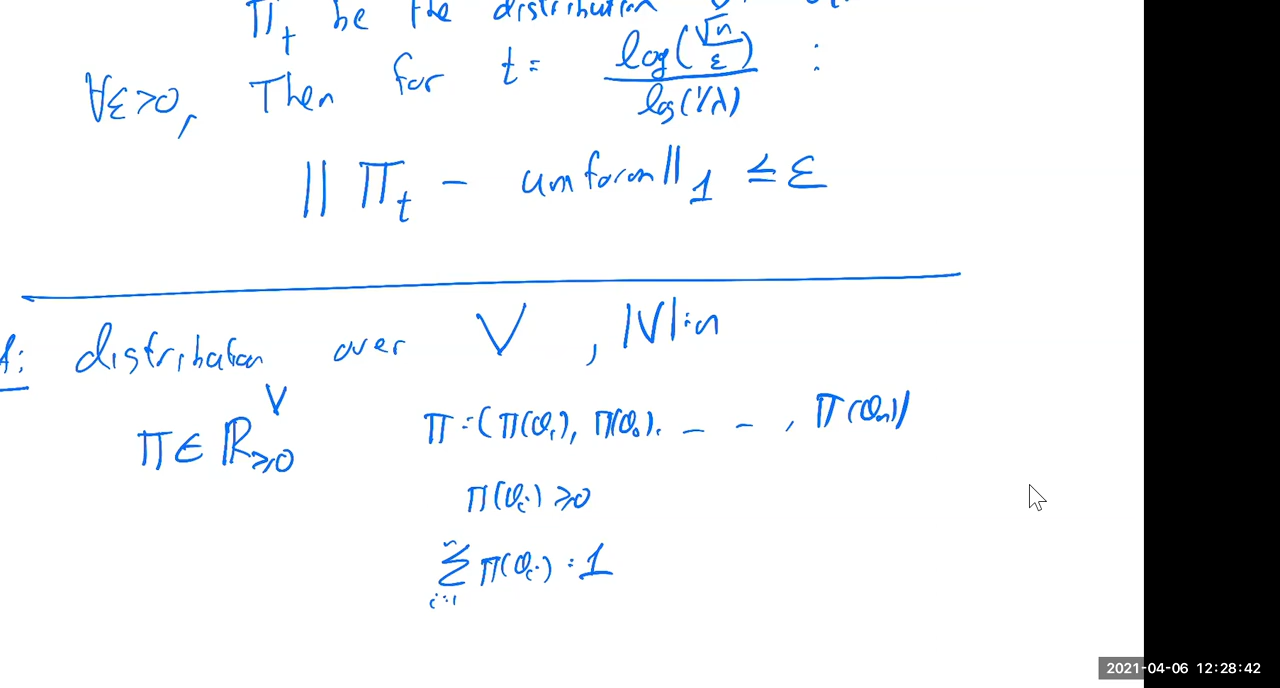 Π_t be the distribution
∀ε>0, Then for t = log(√n/ε) / log(1/λ) :
|| Π_t - uniform ||_1 ≤ ε
distribution over V , |V|=n
Π ∈ ℝ_{≥0}^V Π = (Π(v_1), Π(v_2), - - , Π(v_n))
Π(v_i) ≥ 0
∑_{i=1}^n Π(v_i) = 1
2021-04-06 12:28:42